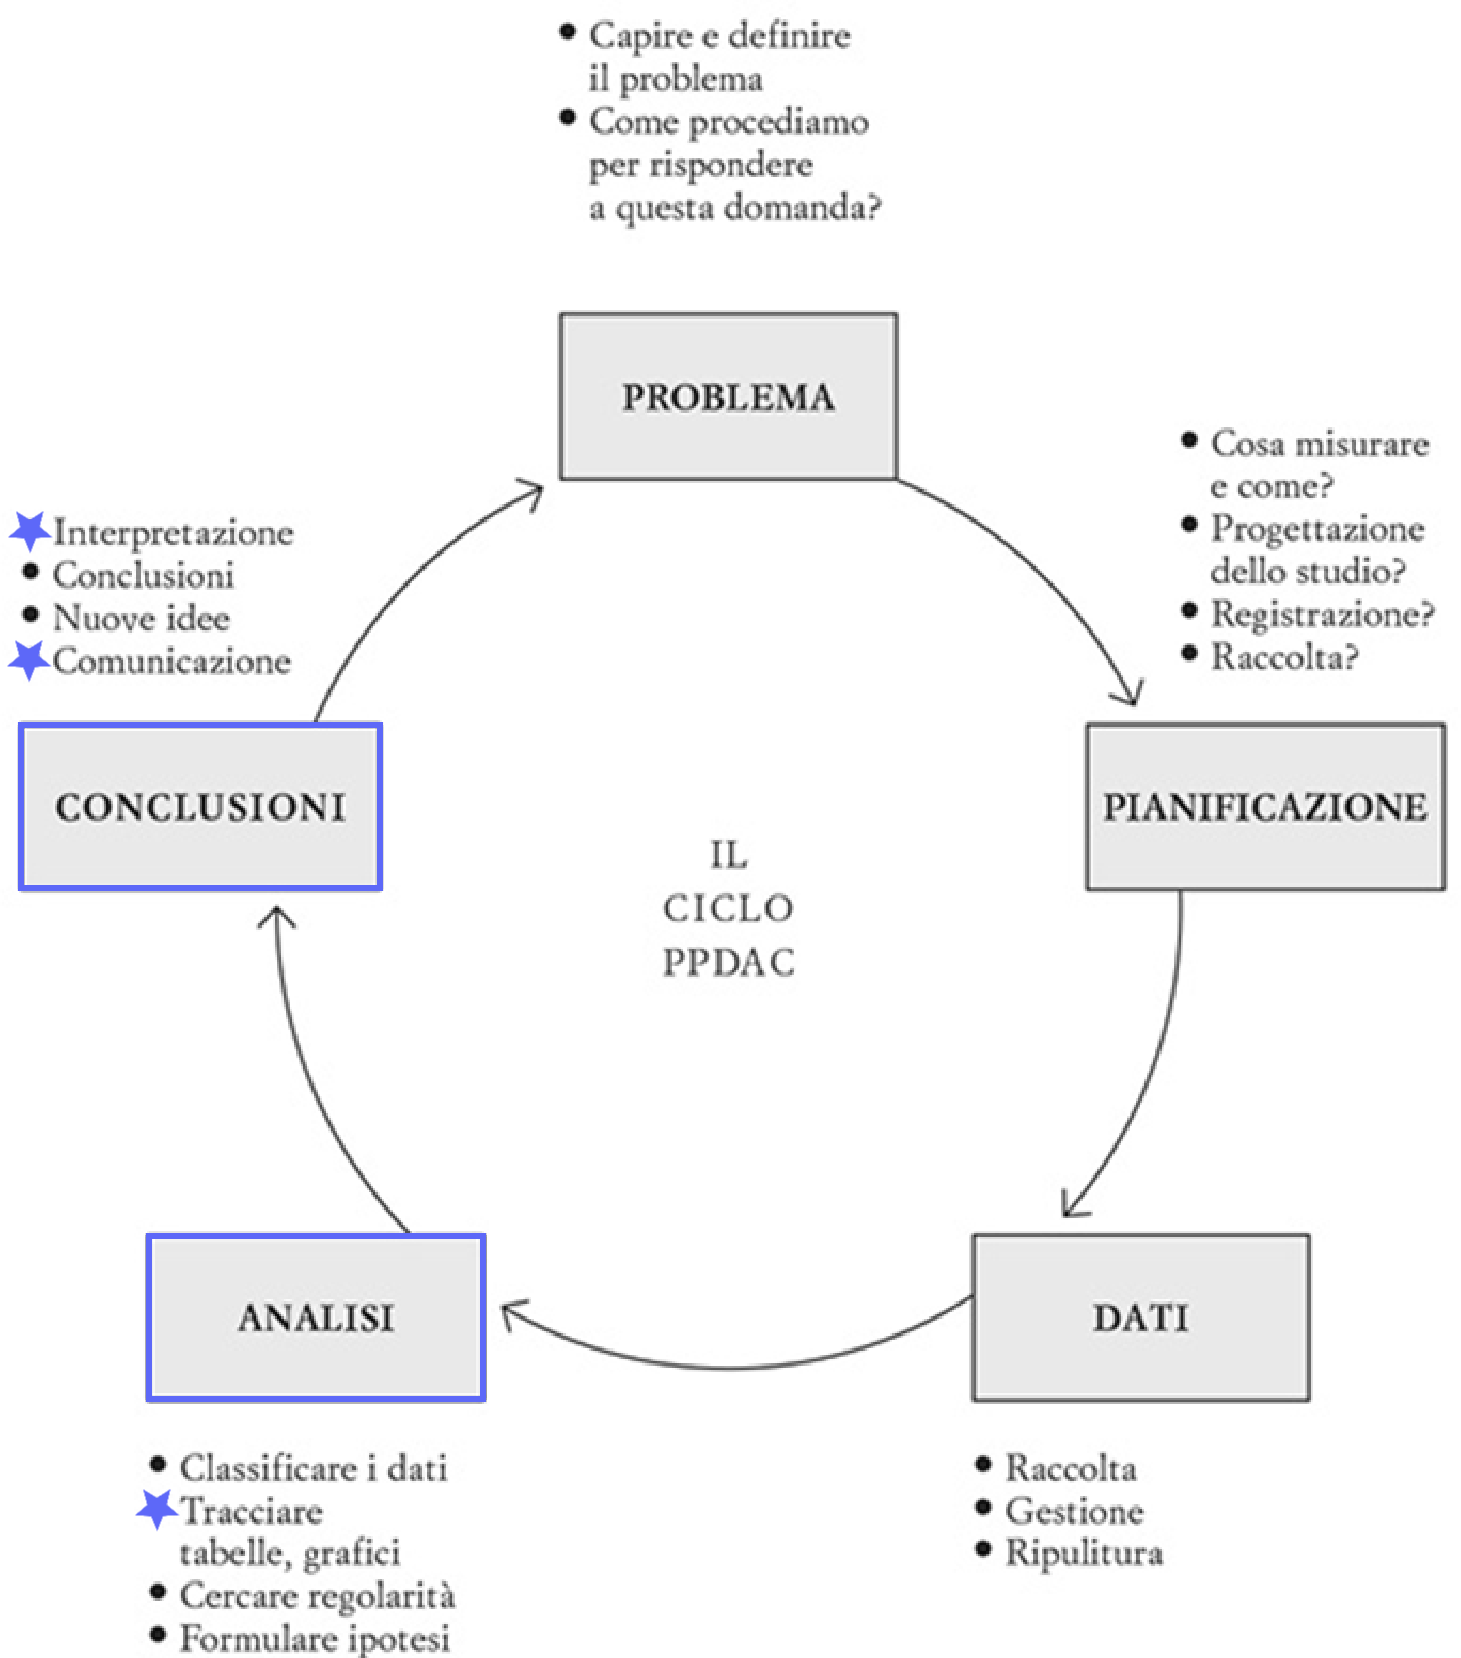 • Capire e definire
il problema
• Come procediamo
per rispondere
a questa domanda?
PROBLEMA
• Cosa misurare
e come?
• Progettazione
dello studio?
• Registrazione?
• Raccolta?
PIANIFICAZIONE
DATI
• Raccolta
• Gestione
• Ripulitura
ANALISI
• Classificare i dati
★ Tracciare
tabelle, grafici
• Cercare regolarità
• Formulare ipotesi
★ Interpretazione
• Conclusioni
• Nuove idee
★ Comunicazione
CONCLUSIONI
IL
CICLO
PPDAC